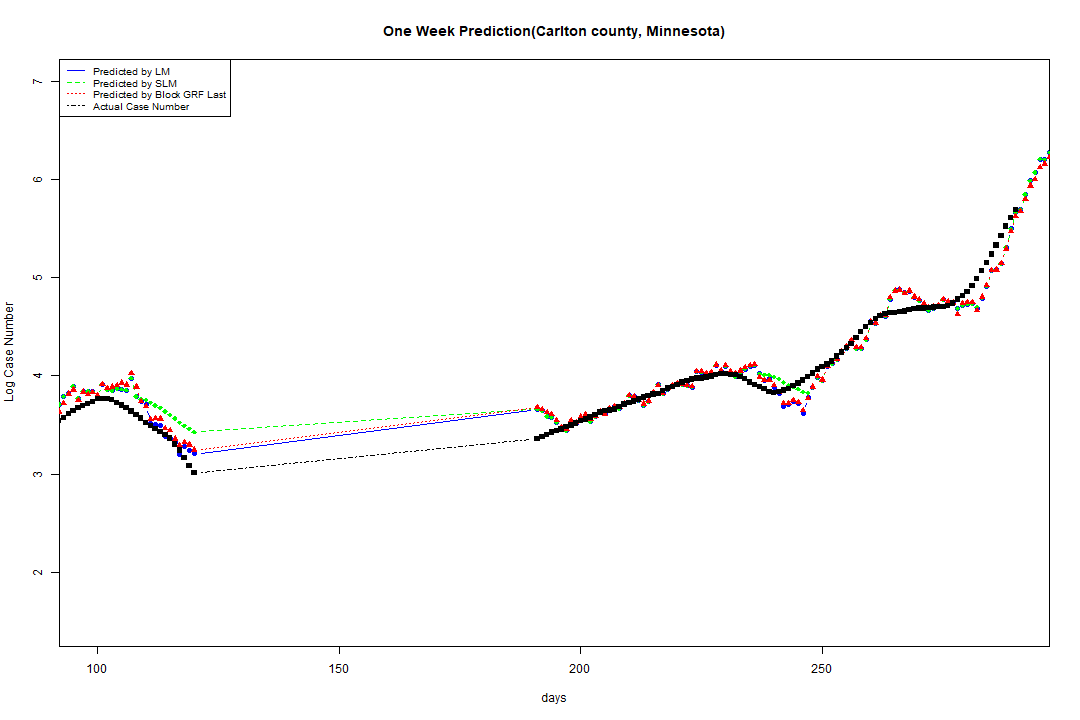 One Week Prediction(Carlton county, Minnesota)
Predicted by LM
Predicted by SLM
Predicted by Block GRF Last
Actual Case Number
7
6
5
4
3
2
Log Case Number
100 150 200 250
days